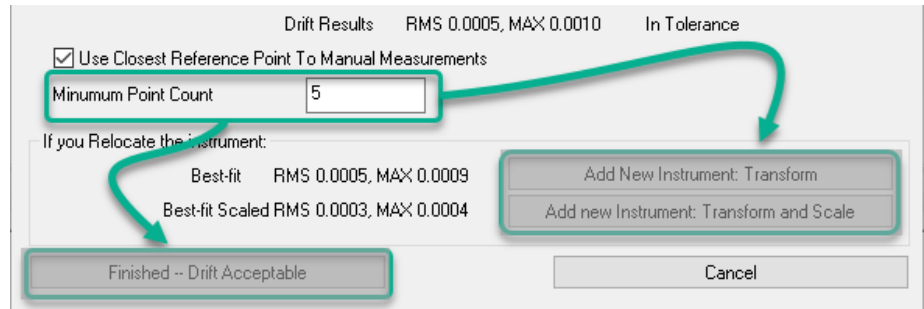 Drift Results RMS 0.0005, MAX 0.0010 In Tolerance
Use Closest Reference Point To Manual Measurements
Minumum Point Count 5
If you Relocate the instrument:
Best-fit RMS 0.0005, MAX 0.0009 Add New Instrument: Transform
Best-fit Scaled RMS 0.0003, MAX 0.0004 Add new Instrument: Transform and Scale
Finished -- Drift Acceptable Cancel